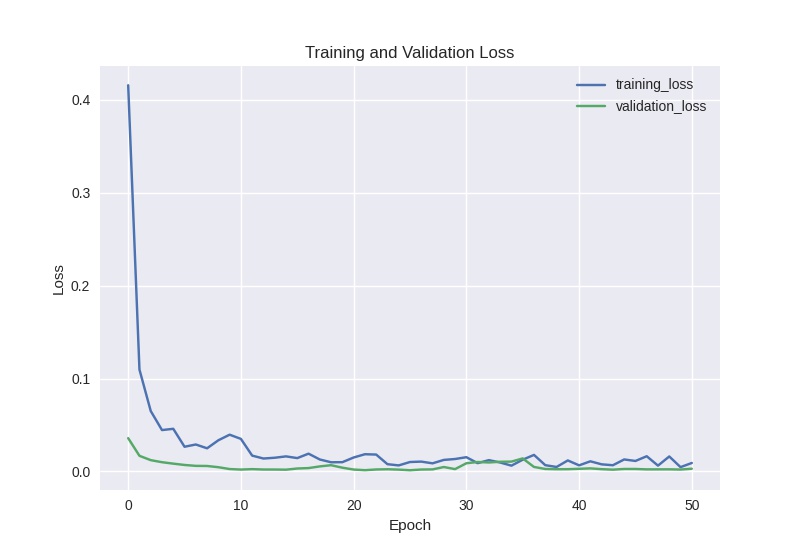 Training and Validation Loss
training_loss
validation_loss
0.4
0.3
0.2
0.1
0.0
Loss
0 10 20 30 40 50
Epoch